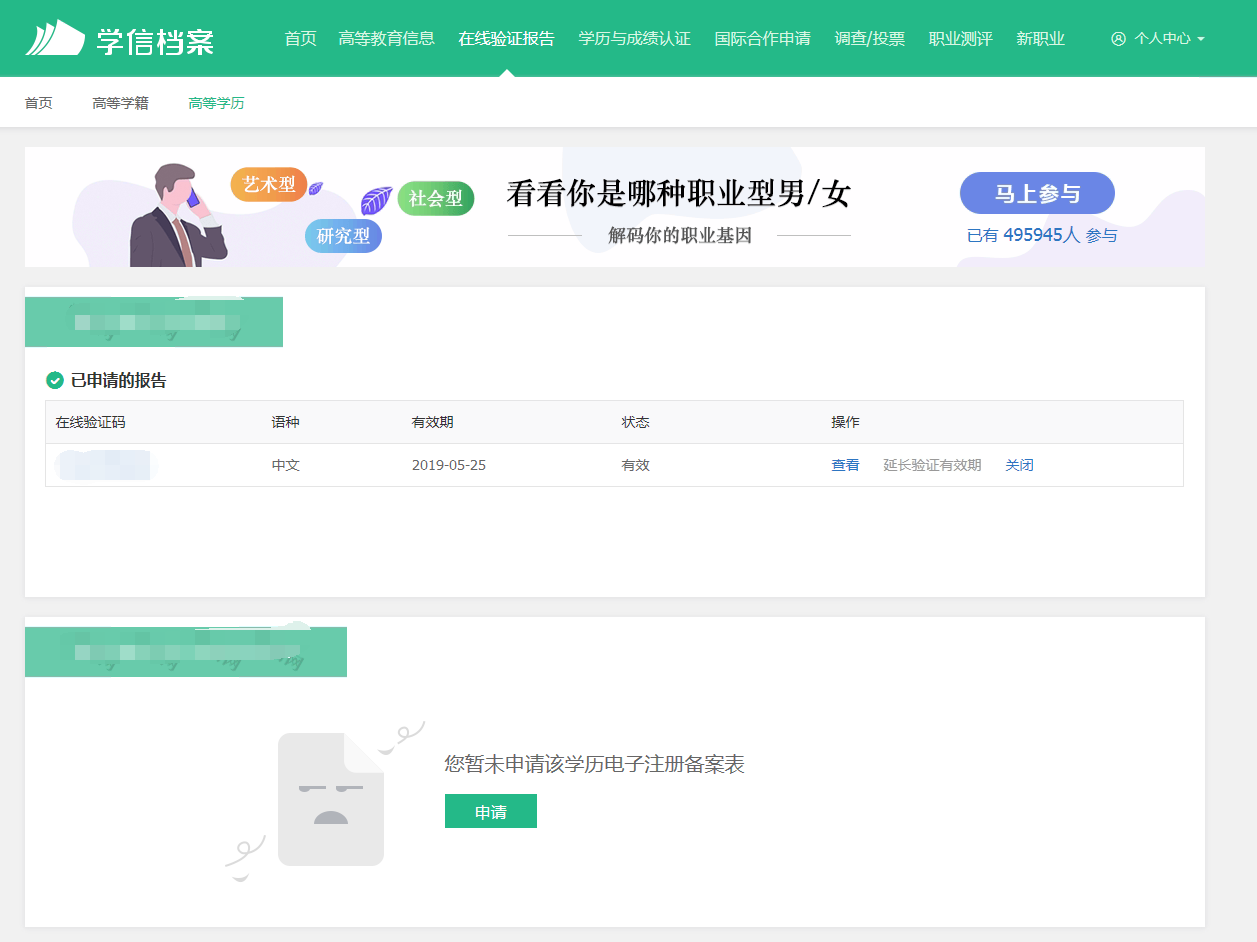 学信档案
首页 高等教育信息 在线验证报告 学历与成绩认证 国际合作申请 调查/投票 职业测评 新职业 个人中心
首页 高等学籍 高等学历
艺术型
社会型
研究型
看看你是哪种职业型男/女
解码你的职业基因
马上参与
已有 495945人 参与
已申请的报告
在线验证码 语种 有效期 状态 操作
中文 2019-05-25 有效 查看 延长验证有效期 关闭
您暂未申请该学历电子注册备案表
申请